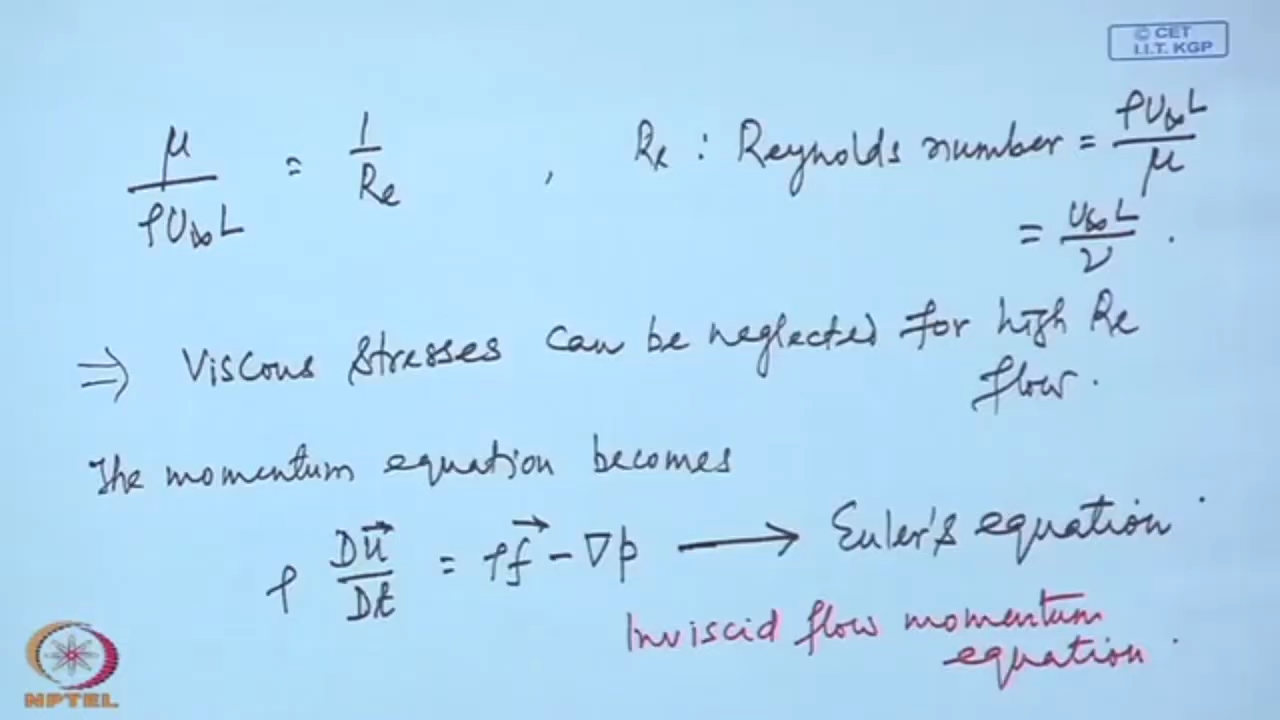 © CET
I.I.T. KGP
μ / ρU∞L = 1 / Re , Re : Reynolds number = ρU∞L / μ
= U∞L / ν .
⇒ Viscous stresses can be neglected for high Re
flow.
The momentum equation becomes
ρ Du⃗/Dt = ρf⃗ - ∇p ⟶ Euler's equation.
Inviscid flow momentum
equation.
NPTEL